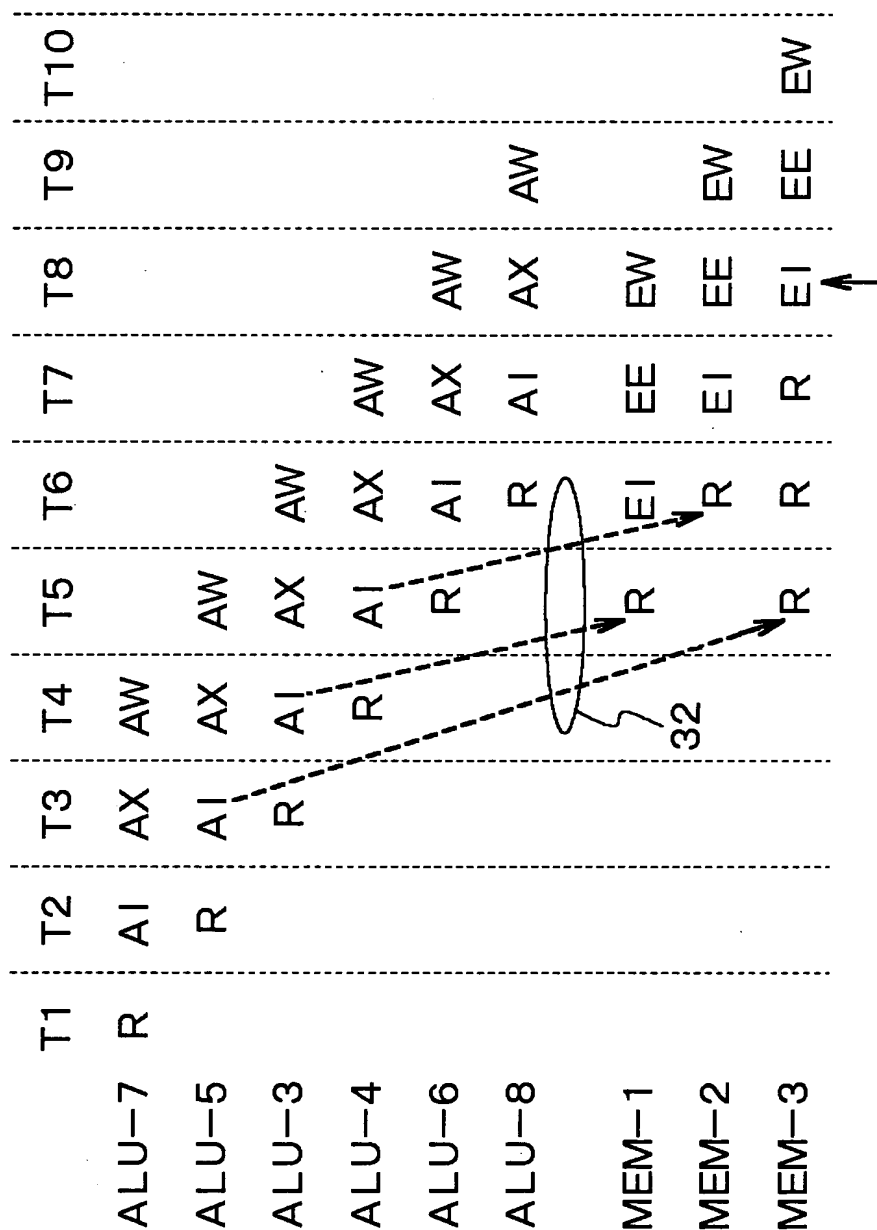 T1 T2 T3 T4 T5 T6 T7 T8 T9 T10
ALU-7 R AI AX AW
ALU-5 R AI AX AW
ALU-3 R AI AX AW
ALU-4 R AI AX AW
ALU-6 R AI AX AW
ALU-8 R AI AX AW
32
MEM-1 R EI EE EW
MEM-2 R EI EE EW
MEM-3 R R R EI EE EW